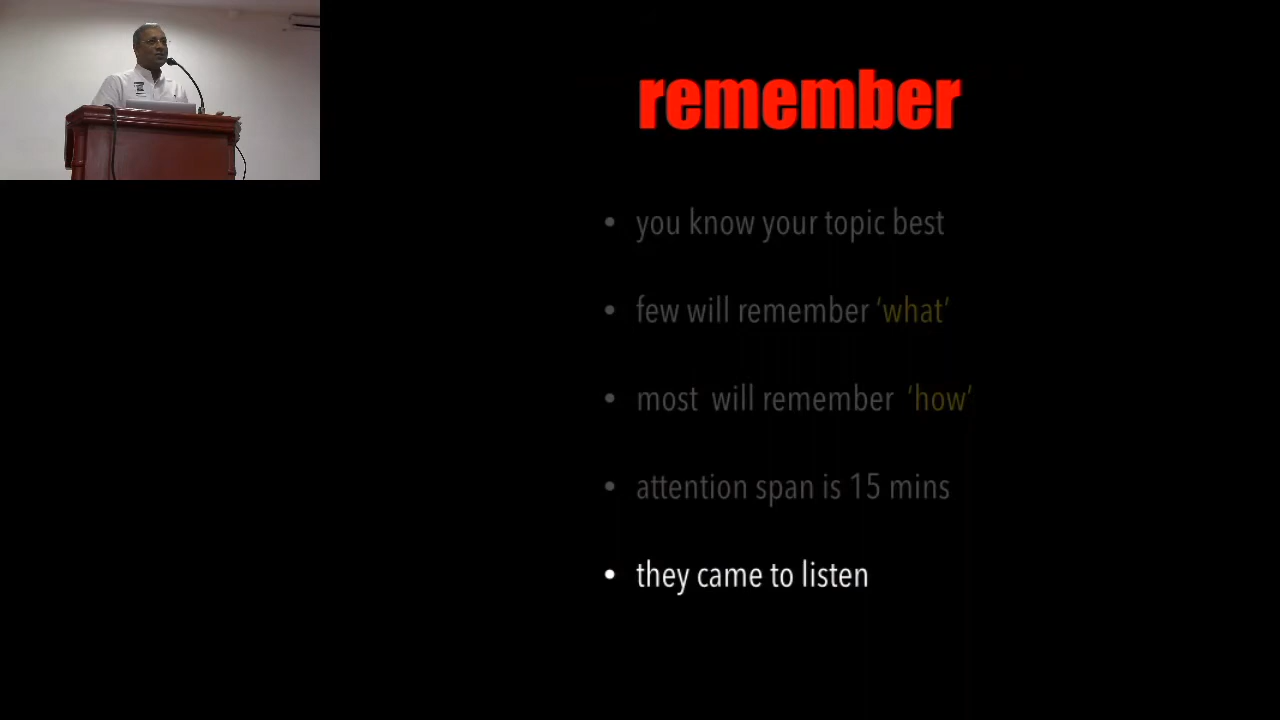 remember
• you know your topic best
• few will remember ‘what’
• most will remember ‘how’
• attention span is 15 mins
• they came to listen